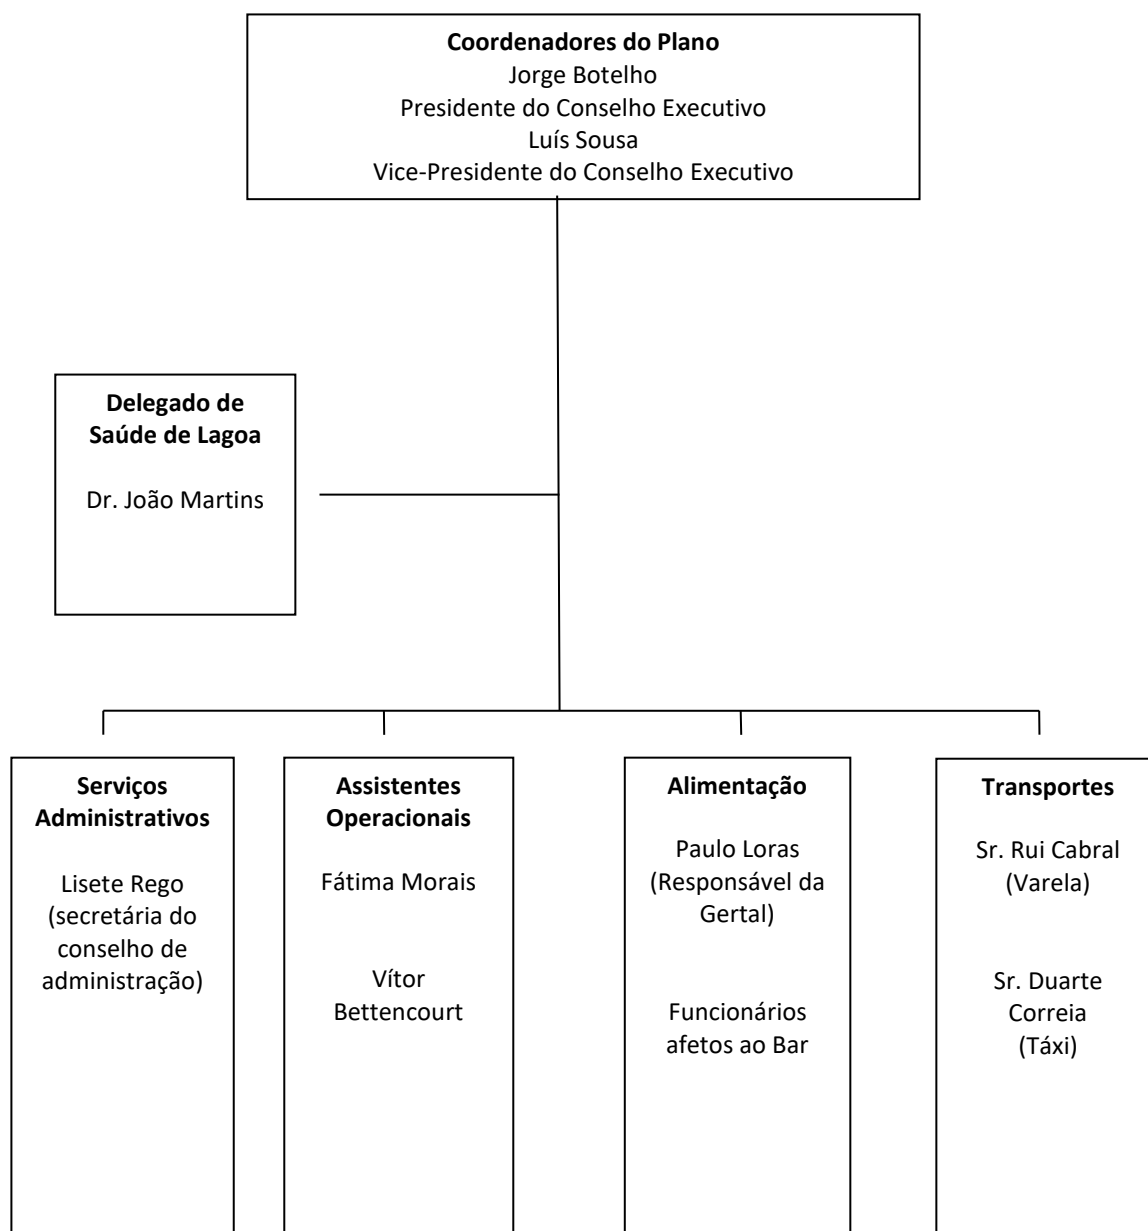 Coordenadores do Plano
Jorge Botelho
Presidente do Conselho Executivo
Luís Sousa
Vice-Presidente do Conselho Executivo
Delegado de
Saúde de Lagoa
Dr. João Martins
Serviços
Administrativos
Lisete Rego
(secretária do
conselho de
administração)
Assistentes
Operacionais
Fátima Morais
Vítor
Bettencourt
Alimentação
Paulo Loras
(Responsável da
Gertal)
Funcionários
afetos ao Bar
Transportes
Sr. Rui Cabral
(Varela)
Sr. Duarte
Correia
(Táxi)